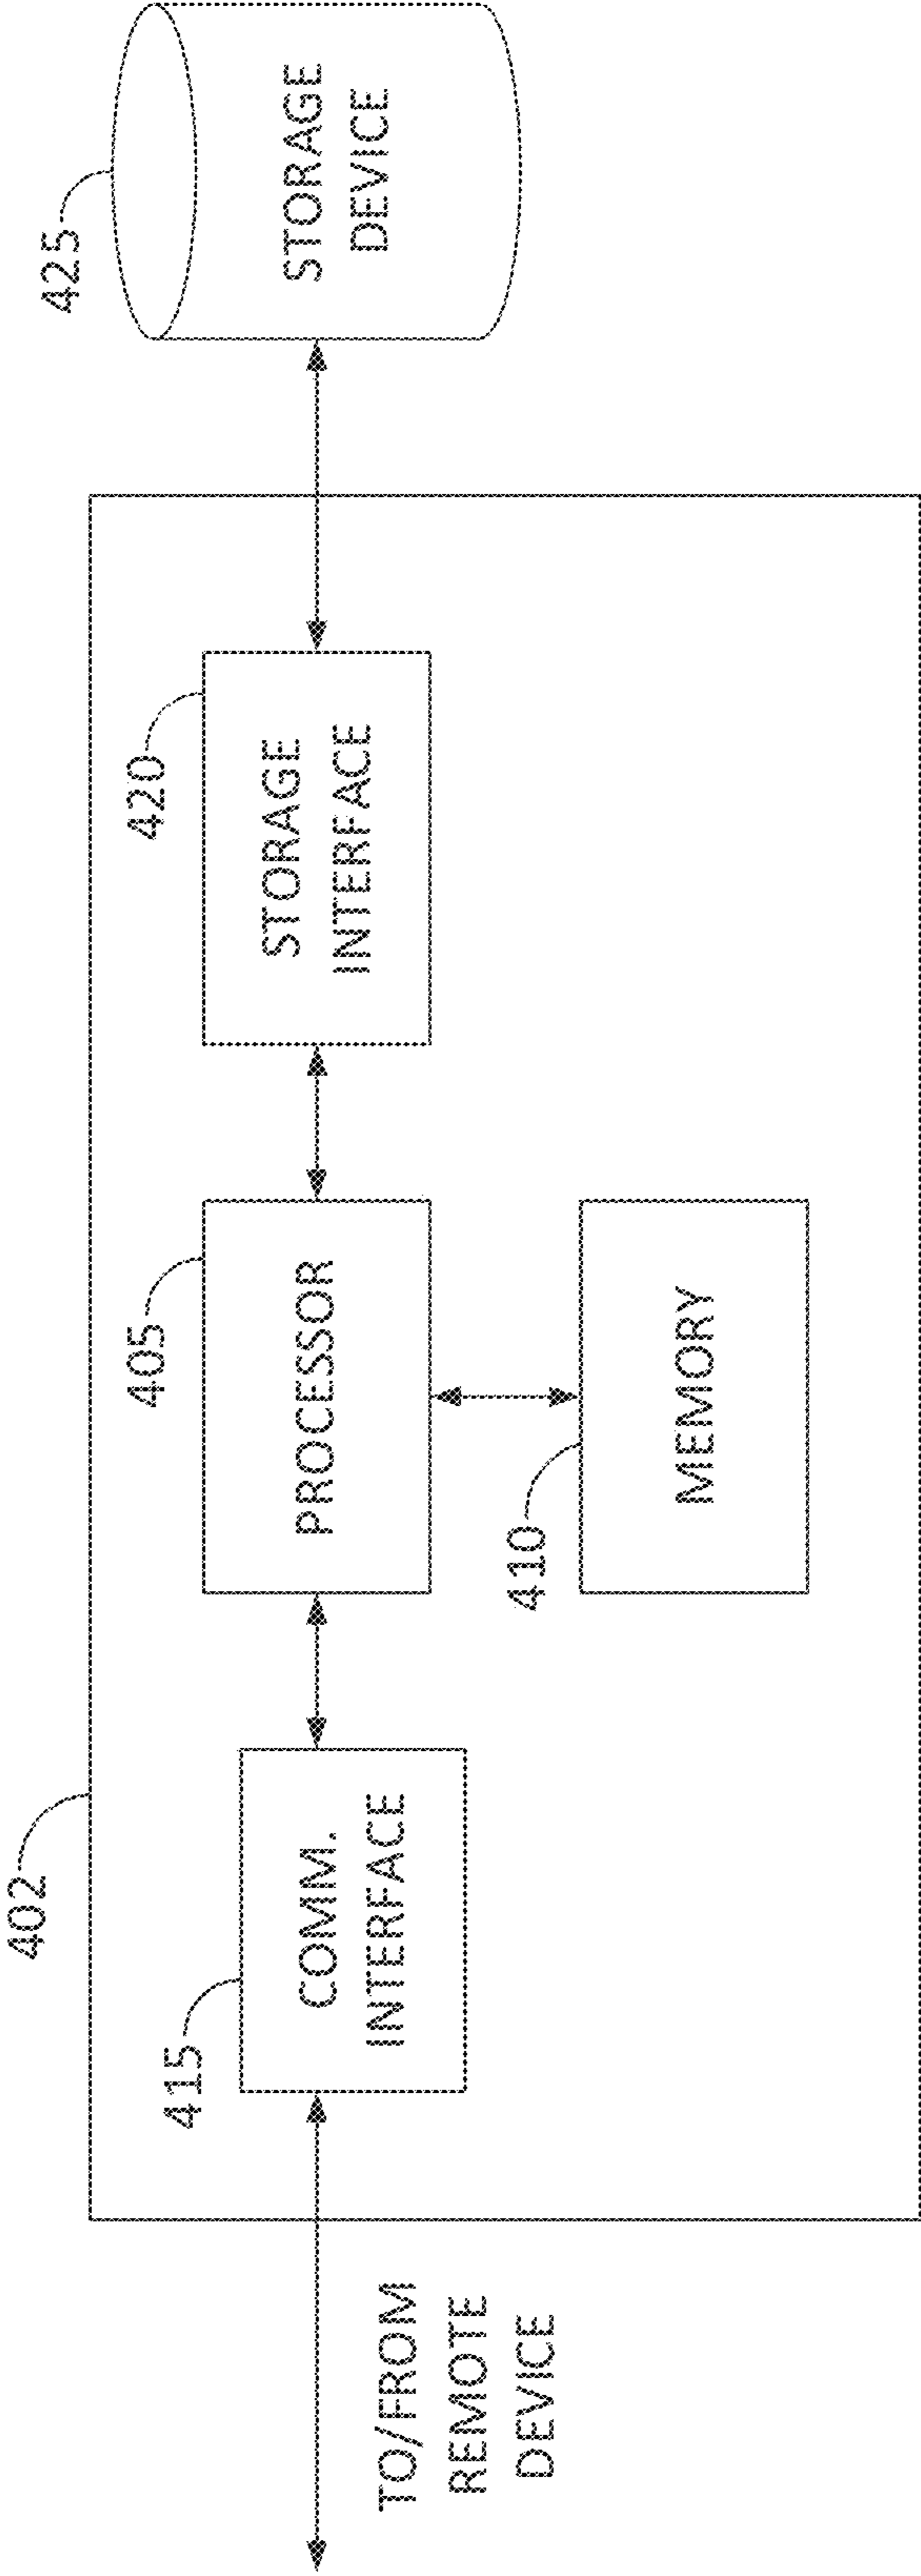 402
415
COMM.
INTERFACE
405
PROCESSOR
420
STORAGE
INTERFACE
425
STORAGE
DEVICE
410
MEMORY
TO/FROM
REMOTE
DEVICE